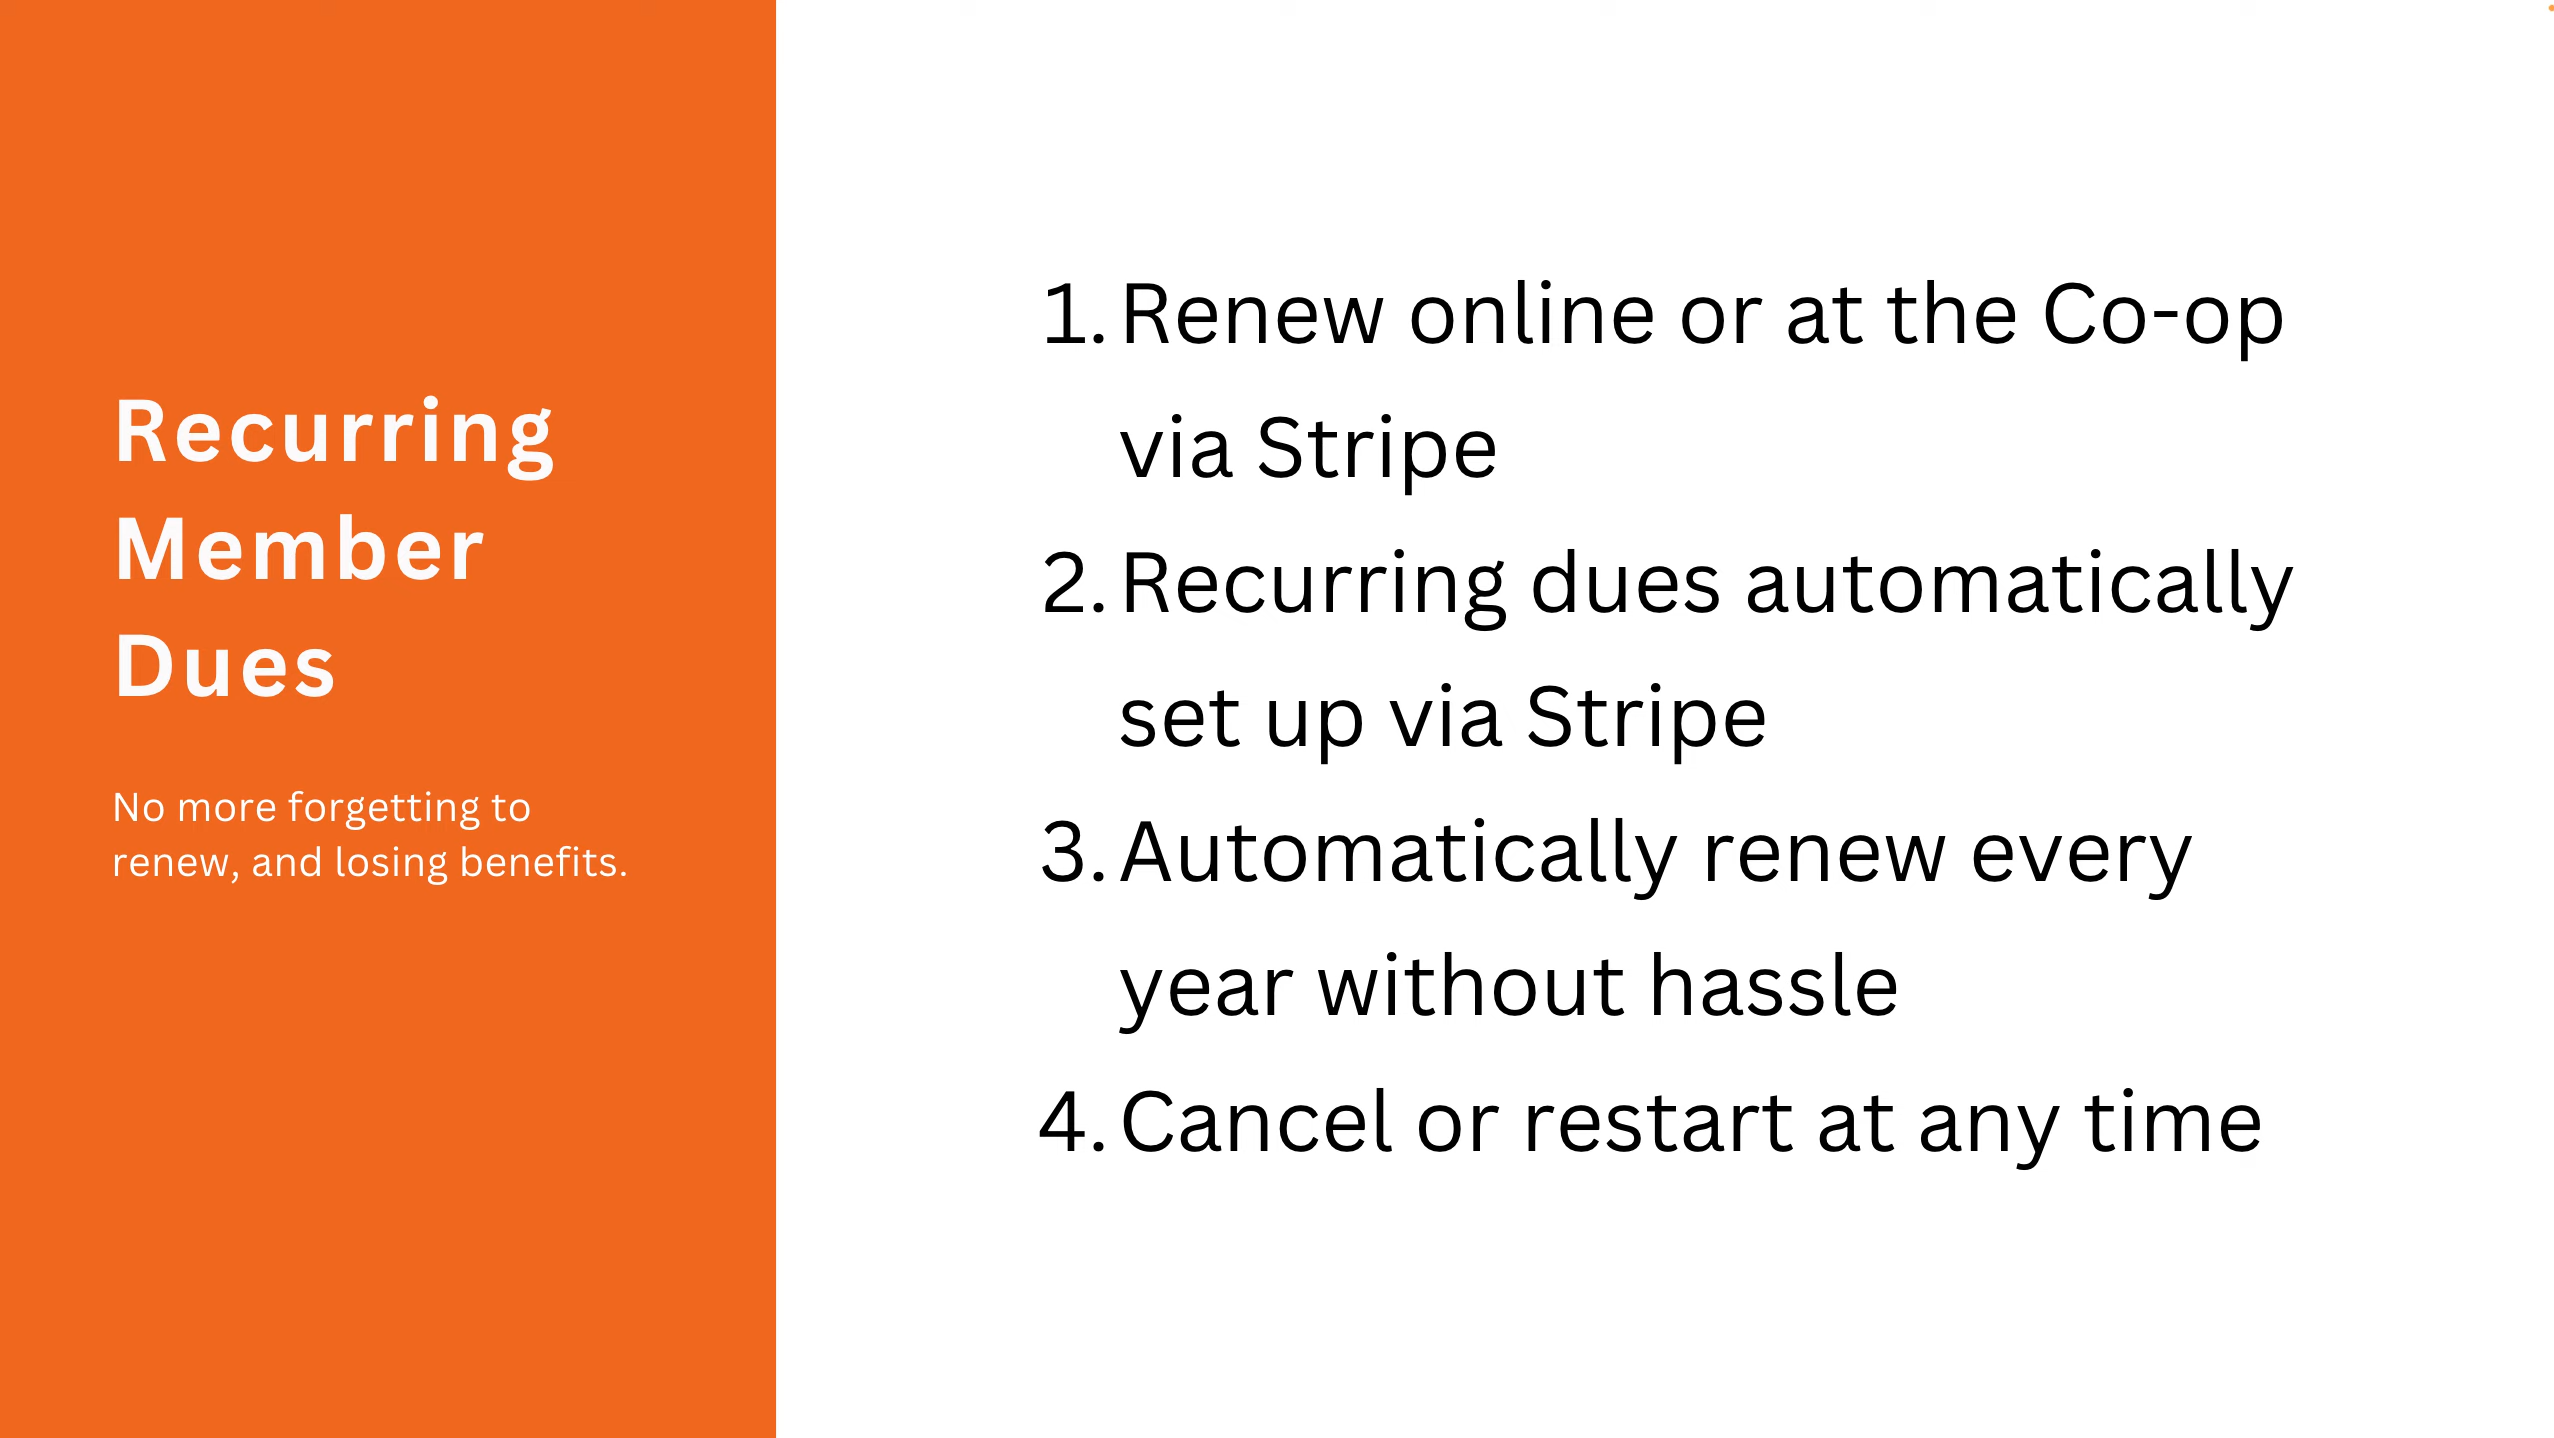 Recurring
Member
Dues
No more forgetting to
renew, and losing benefits.
1. Renew online or at the Co-op
via Stripe
2. Recurring dues automatically
set up via Stripe
3. Automatically renew every
year without hassle
4. Cancel or restart at any time